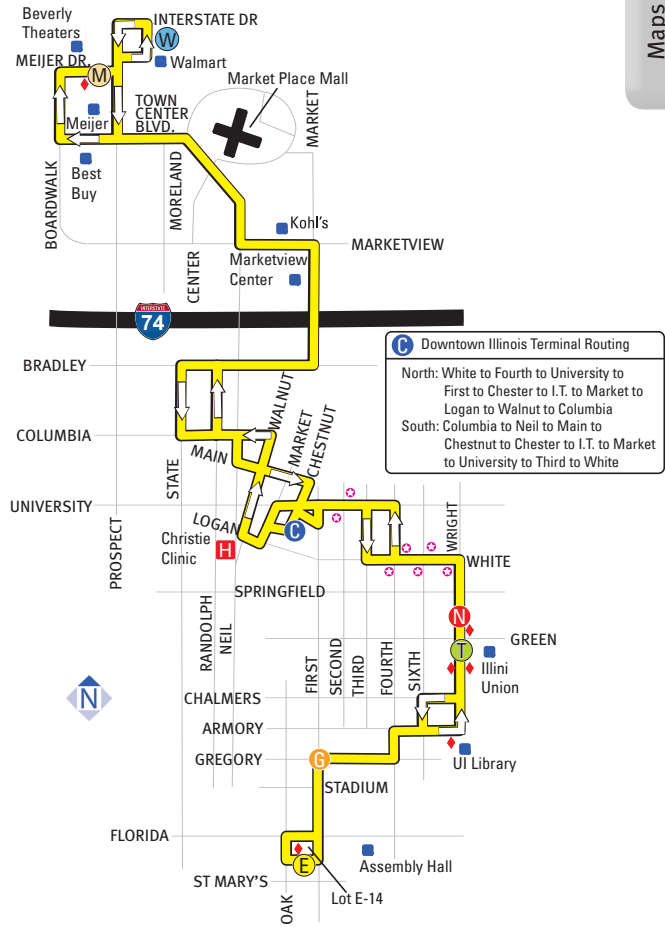 Maps
Beverly
Theaters
INTERSTATE DR
W
MEIJER DR.
M
Walmart
Market Place Mall
Meijer
TOWN
CENTER
BLVD.
MARKET
Best
Buy
BOARDWALK
MORELAND
Kohl's
CENTER
MARKETVIEW
Marketview
Center
INTERSTATE
74
BRADLEY
C Downtown Illinois Terminal Routing
North: White to Fourth to University to
First to Chester to I.T. to Market to
Logan to Walnut to Columbia
South: Columbia to Neil to Main to
Chestnut to Chester to I.T. to Market
to University to Third to White
WALNUT
MARKET
CHESTNUT
COLUMBIA
MAIN
STATE
UNIVERSITY
LOGAN
C
WRIGHT
PROSPECT
Christie
Clinic
H
WHITE
SPRINGFIELD
RANDOLPH
NEIL
N
GREEN
FIRST
SECOND
THIRD
FOURTH
SIXTH
T
Illini
Union
N
CHALMERS
ARMORY
GREGORY
G
UI Library
STADIUM
FLORIDA
E
Assembly Hall
ST MARY'S
OAK
Lot E-14